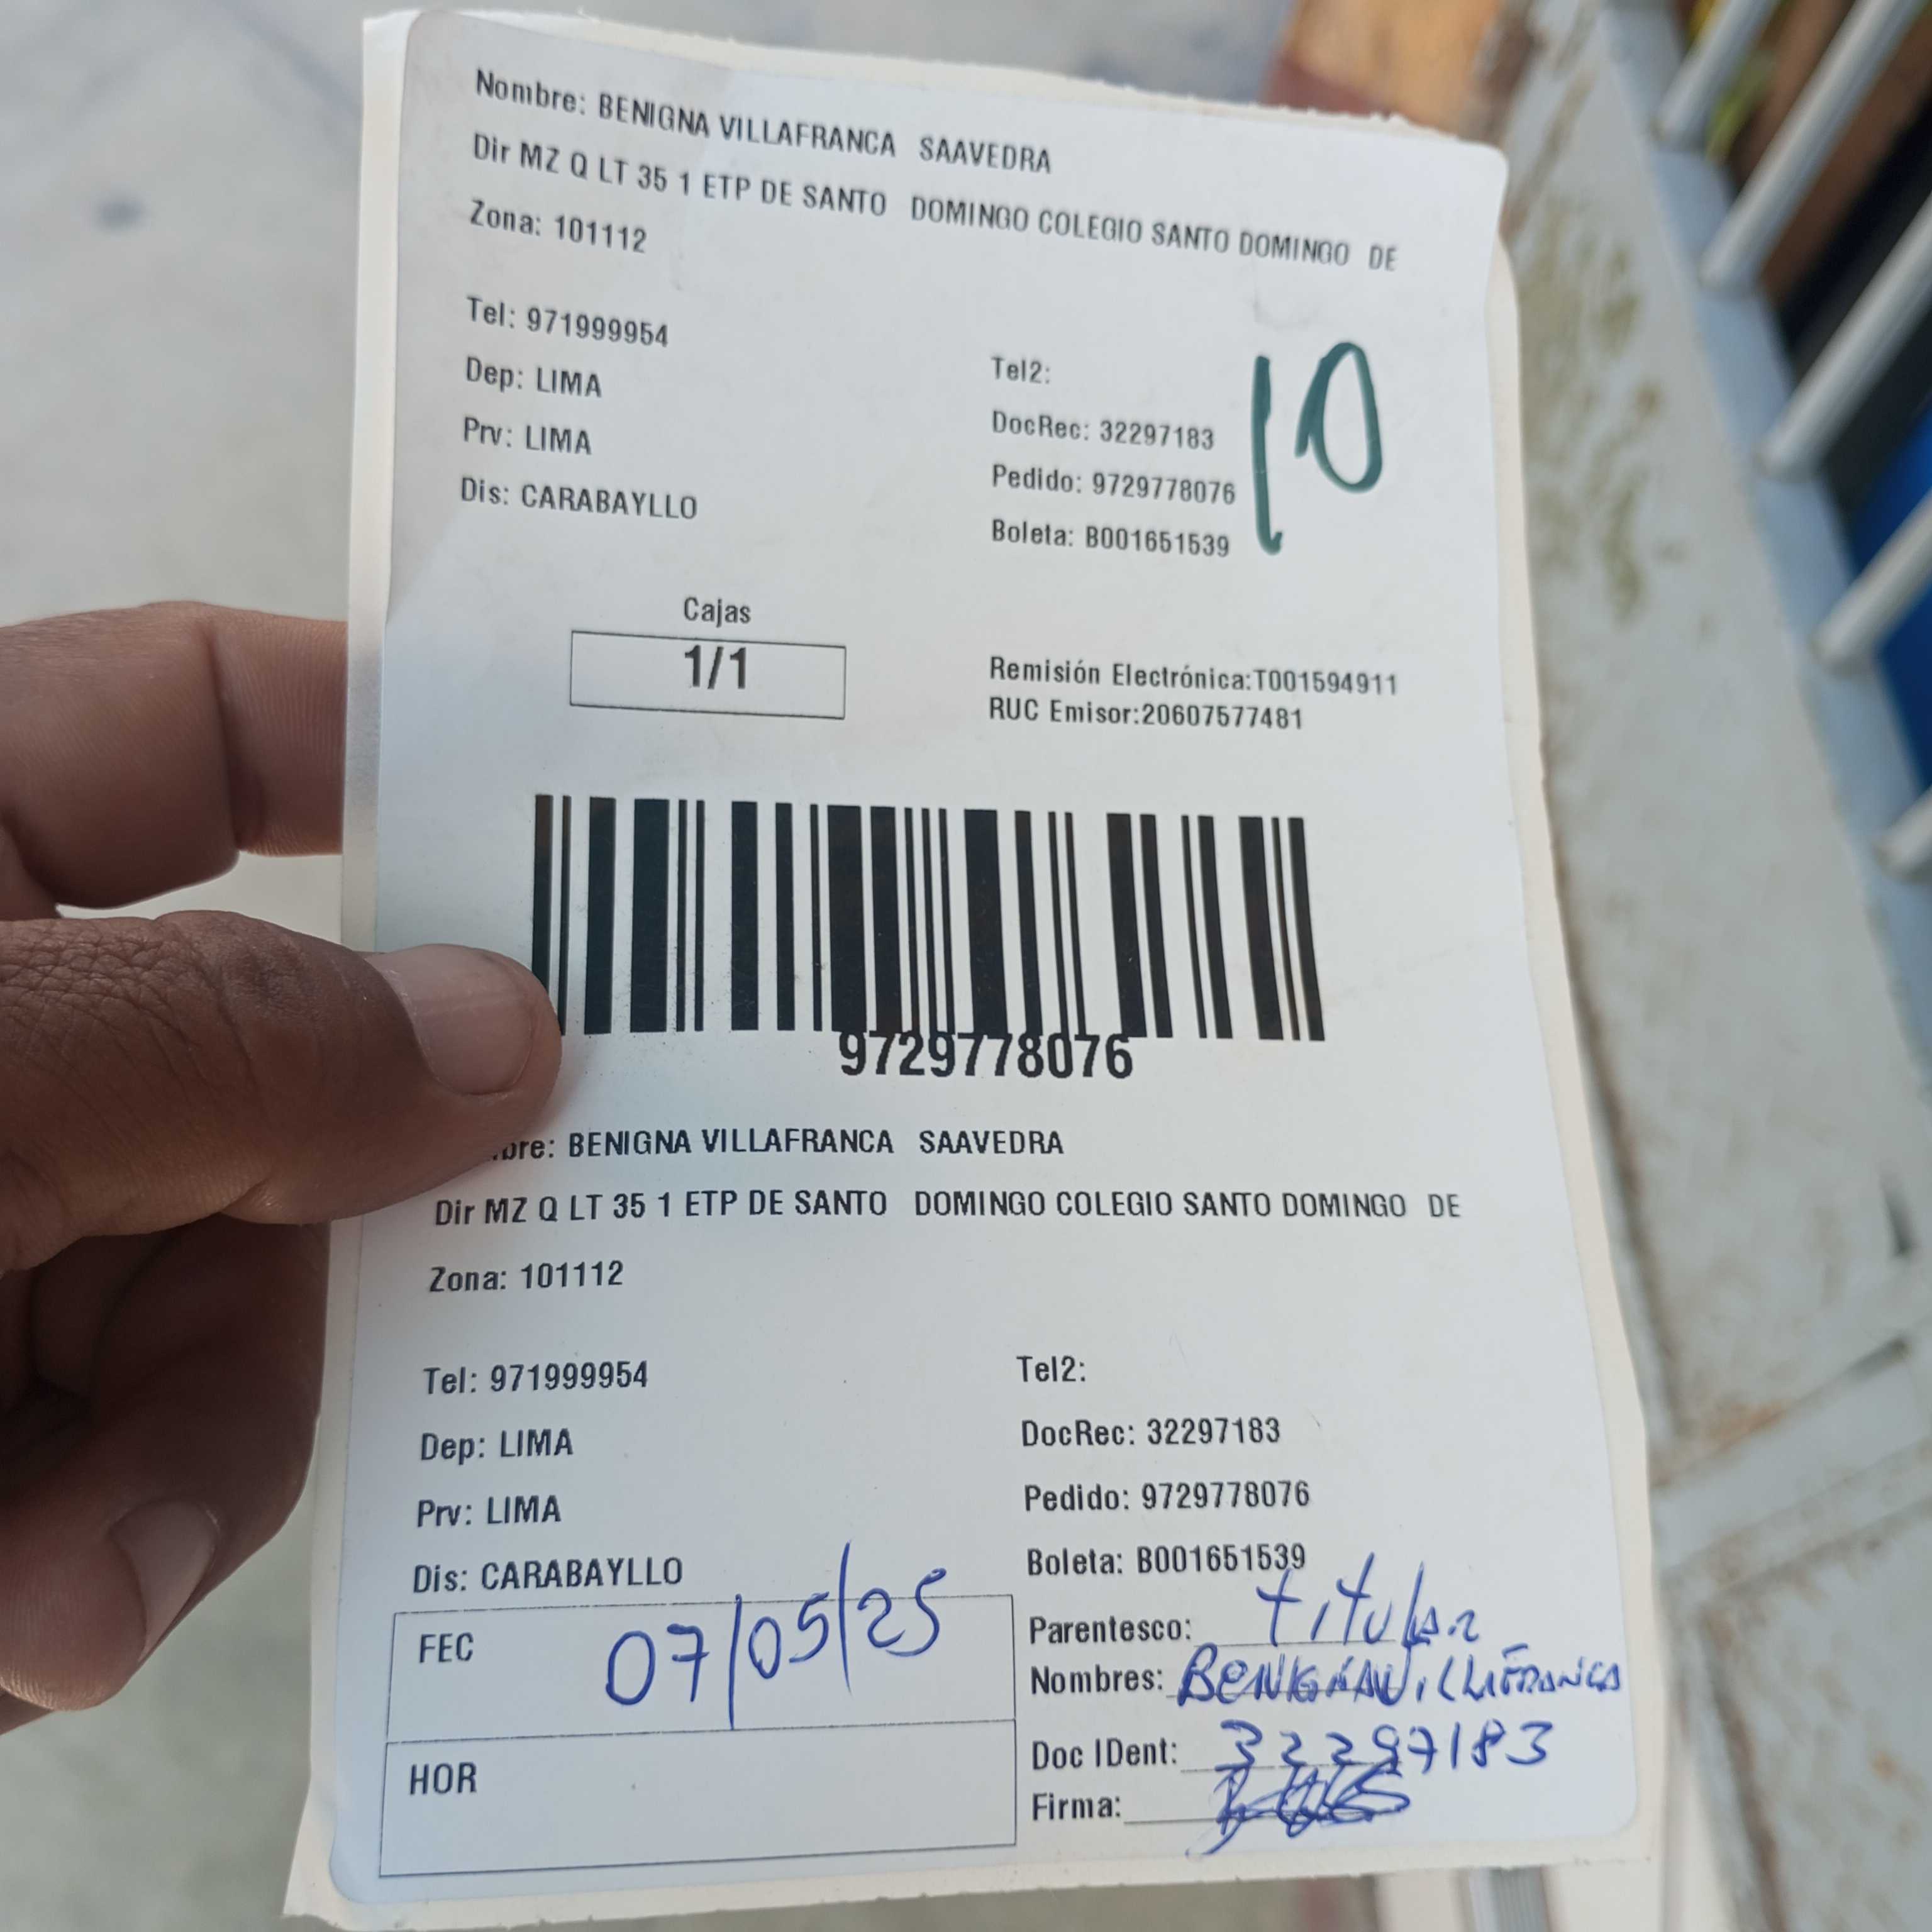 Nombre: BENIGNA VILLAFRANCA SAAVEDRA
Dir MZ Q LT 35 1 ETP DE SANTO DOMINGO COLEGIO SANTO DOMINGO DE
Zona: 101112
Tel: 971999954
Tel2:
Dep: LIMA
DocRec: 32297183
Prv: LIMA
Pedido: 9729778076
Dis: CARABAYLLO
Boleta: B001651539
10
Cajas
1/1
Remisión Electrónica:T001594911
RUC Emisor:20607577481
9729778076
bre: BENIGNA VILLAFRANCA SAAVEDRA
Dir MZ Q LT 35 1 ETP DE SANTO DOMINGO COLEGIO SANTO DOMINGO DE
Zona: 101112
Tel: 971999954
Tel2:
Dep: LIMA
DocRec: 32297183
Prv: LIMA
Pedido: 9729778076
Dis: CARABAYLLO
Boleta: B001651539
FEC 07/05/25
Parentesco: titular
Nombres: BENIGNA VILLAFRANCA
HOR
Doc IDent: 32297183
Firma: